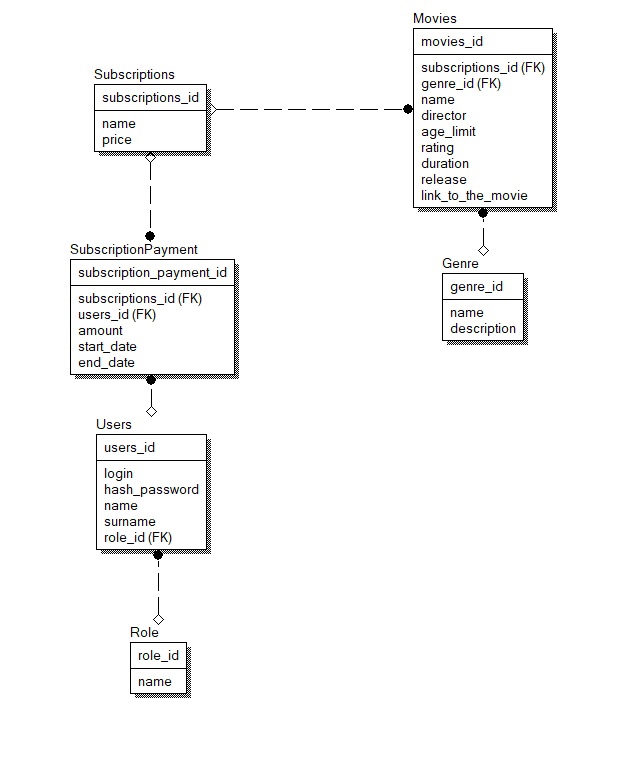 Movies
movies_id
subscriptions_id (FK)
genre_id (FK)
name
director
age_limit
rating
duration
release
link_to_the_movie
Subscriptions
subscriptions_id
name
price
SubscriptionPayment
subscription_payment_id
subscriptions_id (FK)
users_id (FK)
amount
start_date
end_date
Genre
genre_id
name
description
Users
users_id
login
hash_password
name
surname
role_id (FK)
Role
role_id
name